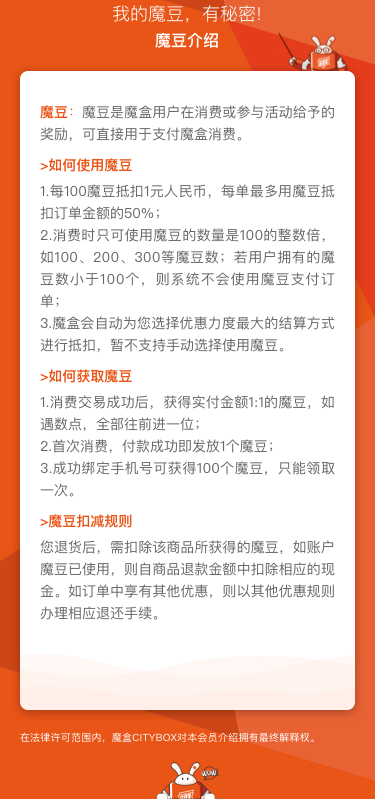 我的魔豆，有秘密!
魔豆介绍
魔豆：魔豆是魔盒用户在消费或参与活动给予的
奖励，可直接用于支付魔盒消费。
>如何使用魔豆
1.每100魔豆抵扣1元人民币，每单最多用魔豆抵
扣订单金额的50%；
2.消费时只可使用魔豆的数量是100的整数倍，
如100、200、300等魔豆数；若用户拥有的魔
豆数小于100个，则系统不会使用魔豆支付订
单；
3.魔盒会自动为您选择优惠力度最大的结算方式
进行抵扣，暂不支持手动选择使用魔豆。
>如何获取魔豆
1.消费交易成功后，获得实付金额1:1的魔豆，如
遇数点，全部往前进一位；
2.首次消费，付款成功即发放1个魔豆；
3.成功绑定手机号可获得100个魔豆，只能领取
一次。
>魔豆扣减规则
您退货后，需扣除该商品所获得的魔豆，如账户
魔豆已使用，则自商品退款金额中扣除相应的现
金。如订单中享有其他优惠，则以其他优惠规则
办理相应退还手续。
在法律许可范围内，魔盒CITYBOX对本会员介绍拥有最终解释权。
WOW